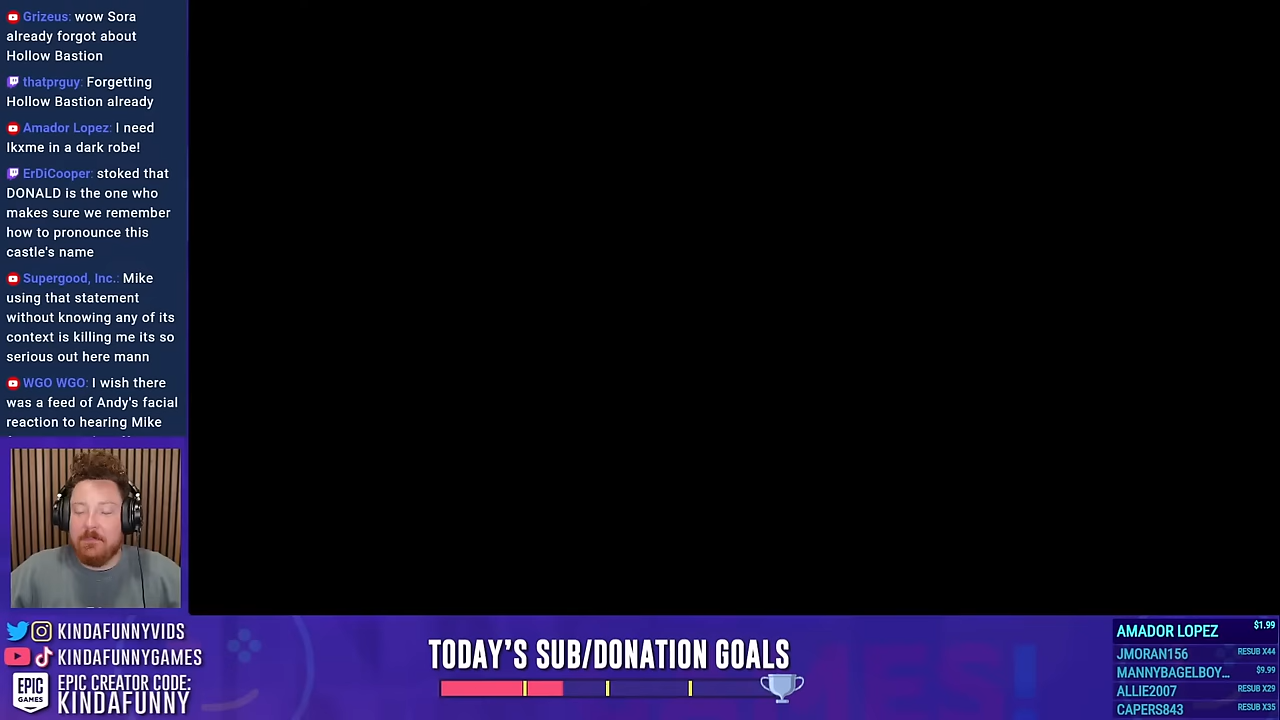 Grizeus: wow Sora
already forgot about
Hollow Bastion
thatprguy: Forgetting
Hollow Bastion already
Amador Lopez: I need
Ikxme in a dark robe!
ErDiCooper: stoked that
DONALD is the one who
makes sure we remember
how to pronounce this
castle's name
Supergood, Inc.: Mike
using that statement
without knowing any of its
context is killing me its so
serious out here mann
WGO WGO: I wish there
was a feed of Andy's facial
reaction to hearing Mike
KINDAFUNNYVIDS
KINDAFUNNYGAMES
EPIC GAMES
EPIC CREATOR CODE:
KINDAFUNNY
TODAY'S SUB/DONATION GOALS
AMADOR LOPEZ $1.99
JMORAN156 RESUB X44
MANNYBAGELBOY... $9.99
ALLIE2007 RESUB X29
CAPERS843 RESUB X35